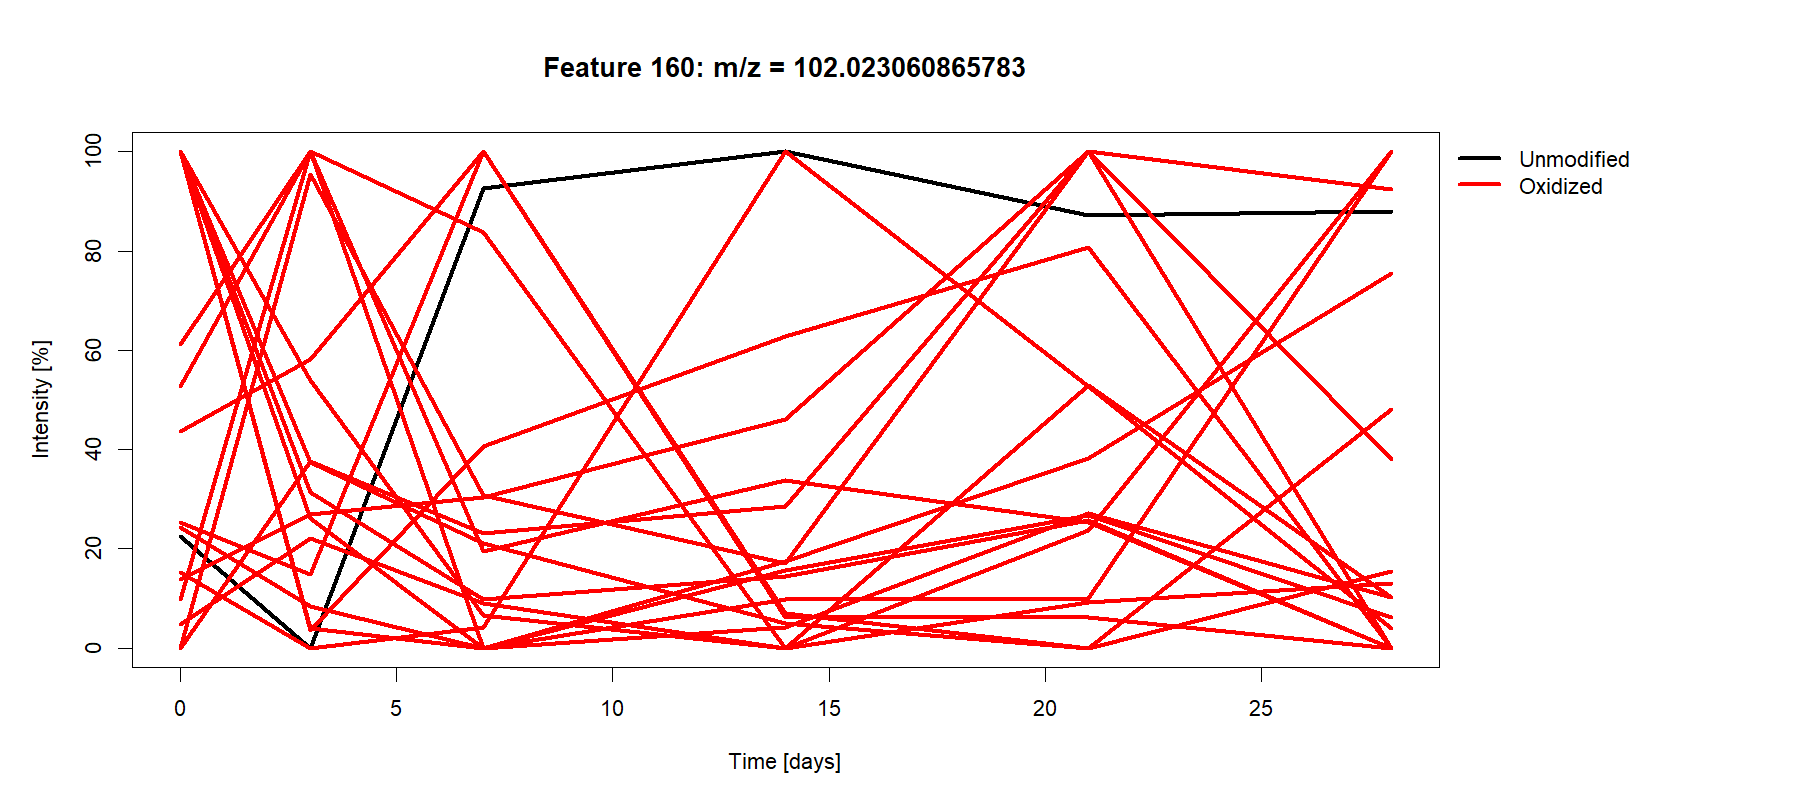 Feature 160: m/z = 102.023060865783
Unmodified
Oxidized
Intensity [%]
100
80
60
40
20
0
0 5 10 15 20 25
Time [days]